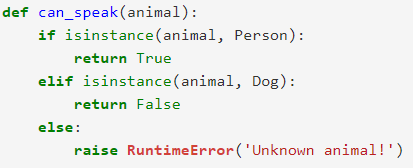 def can_speak(animal):
    if isinstance(animal, Person):
        return True
    elif isinstance(animal, Dog):
        return False
    else:
        raise RuntimeError('Unknown animal!')